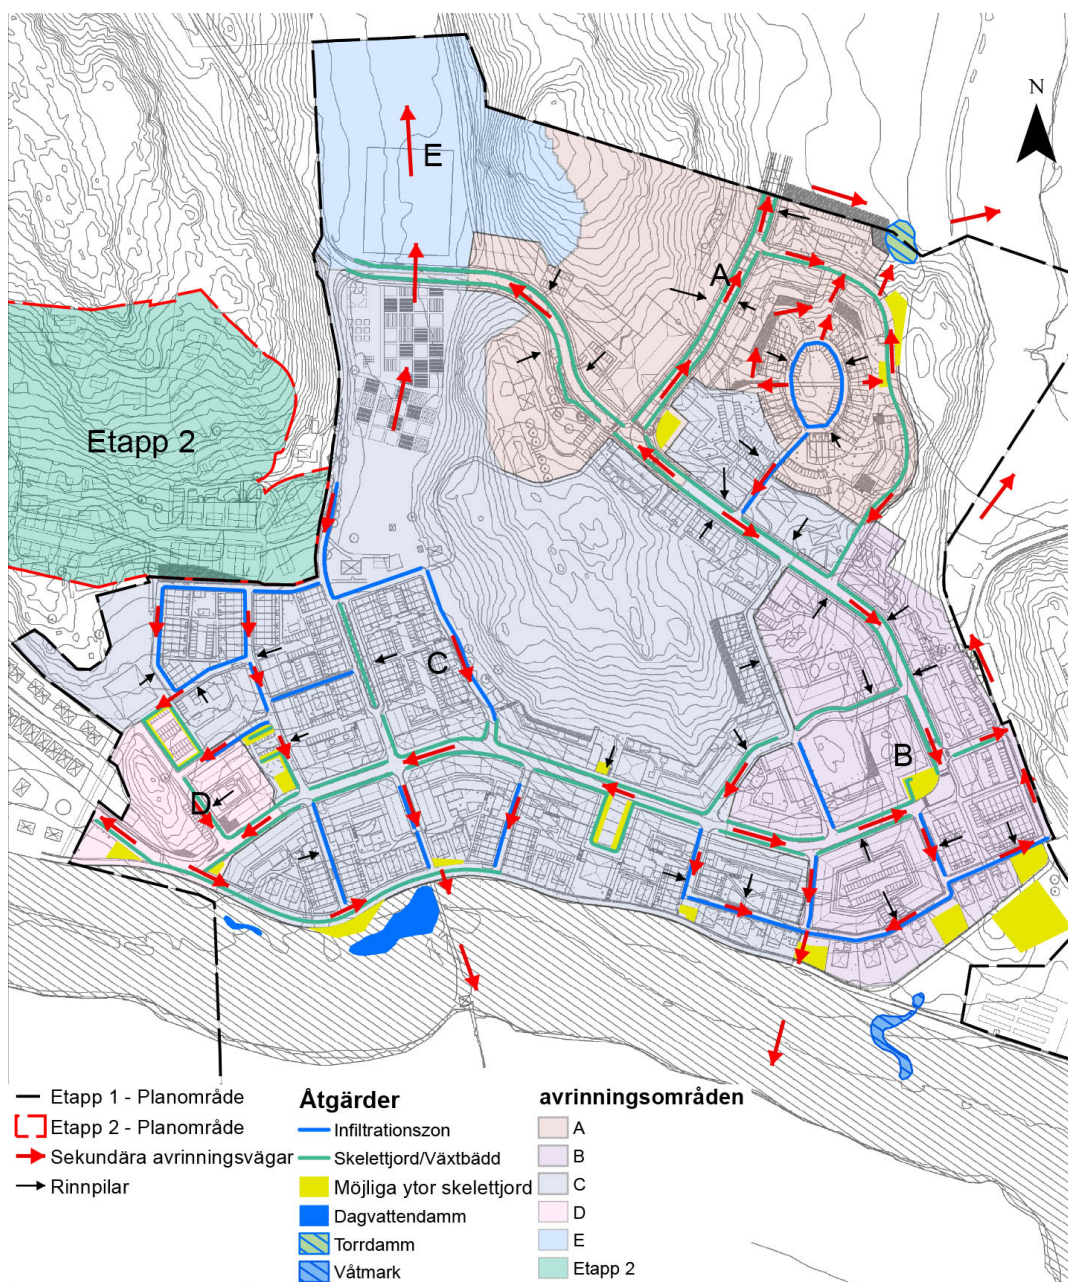 N
E
A
Etapp 2
C
B
D
Etapp 1 - Planområde
Etapp 2 - Planområde
Sekundära avrinningsvägar
Rinnpilar
Åtgärder
Infiltrationszon
Skelettjord/Växtbädd
Möjliga ytor skelettjord
Dagvattendamm
Torrdamm
Våtmark
avrinningsområden
A
B
C
D
E
Etapp 2